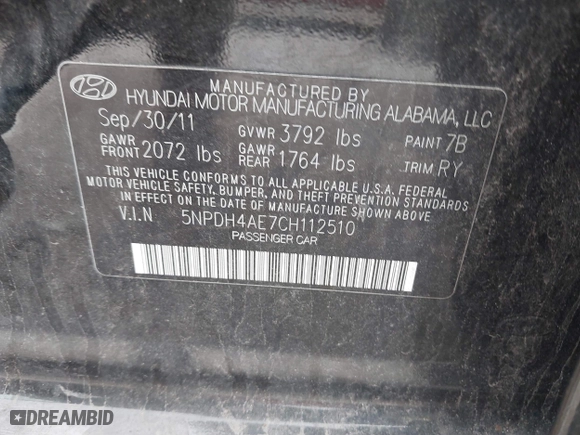 MANUFACTURED BY
HYUNDAI MOTOR MANUFACTURING ALABAMA, LLC
Sep/30/11 GVWR 3792 lbs PAINT 7B
GAWR FRONT 2072 lbs GAWR REAR 1764 lbs TRIM RY
THIS VEHICLE CONFORMS TO ALL APPLICABLE U.S.A. FEDERAL
MOTOR VEHICLE SAFETY, BUMPER, AND THEFT PREVENTION STANDARDS
IN EFFECT ON THE DATE OF MANUFACTURE SHOWN ABOVE
V.I.N 5NPDH4AE7CH112510
PASSENGER CAR
DREAMBID